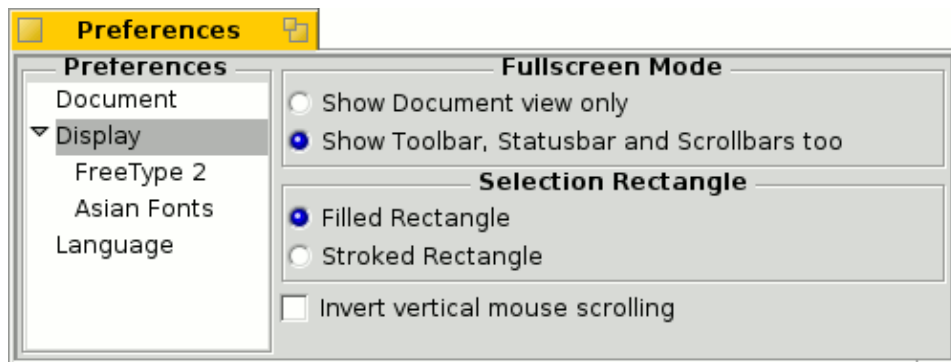 Preferences
Preferences
Document
Display
FreeType 2
Asian Fonts
Language
Fullscreen Mode
Show Document view only
Show Toolbar, Statusbar and Scrollbars too
Selection Rectangle
Filled Rectangle
Stroked Rectangle
Invert vertical mouse scrolling